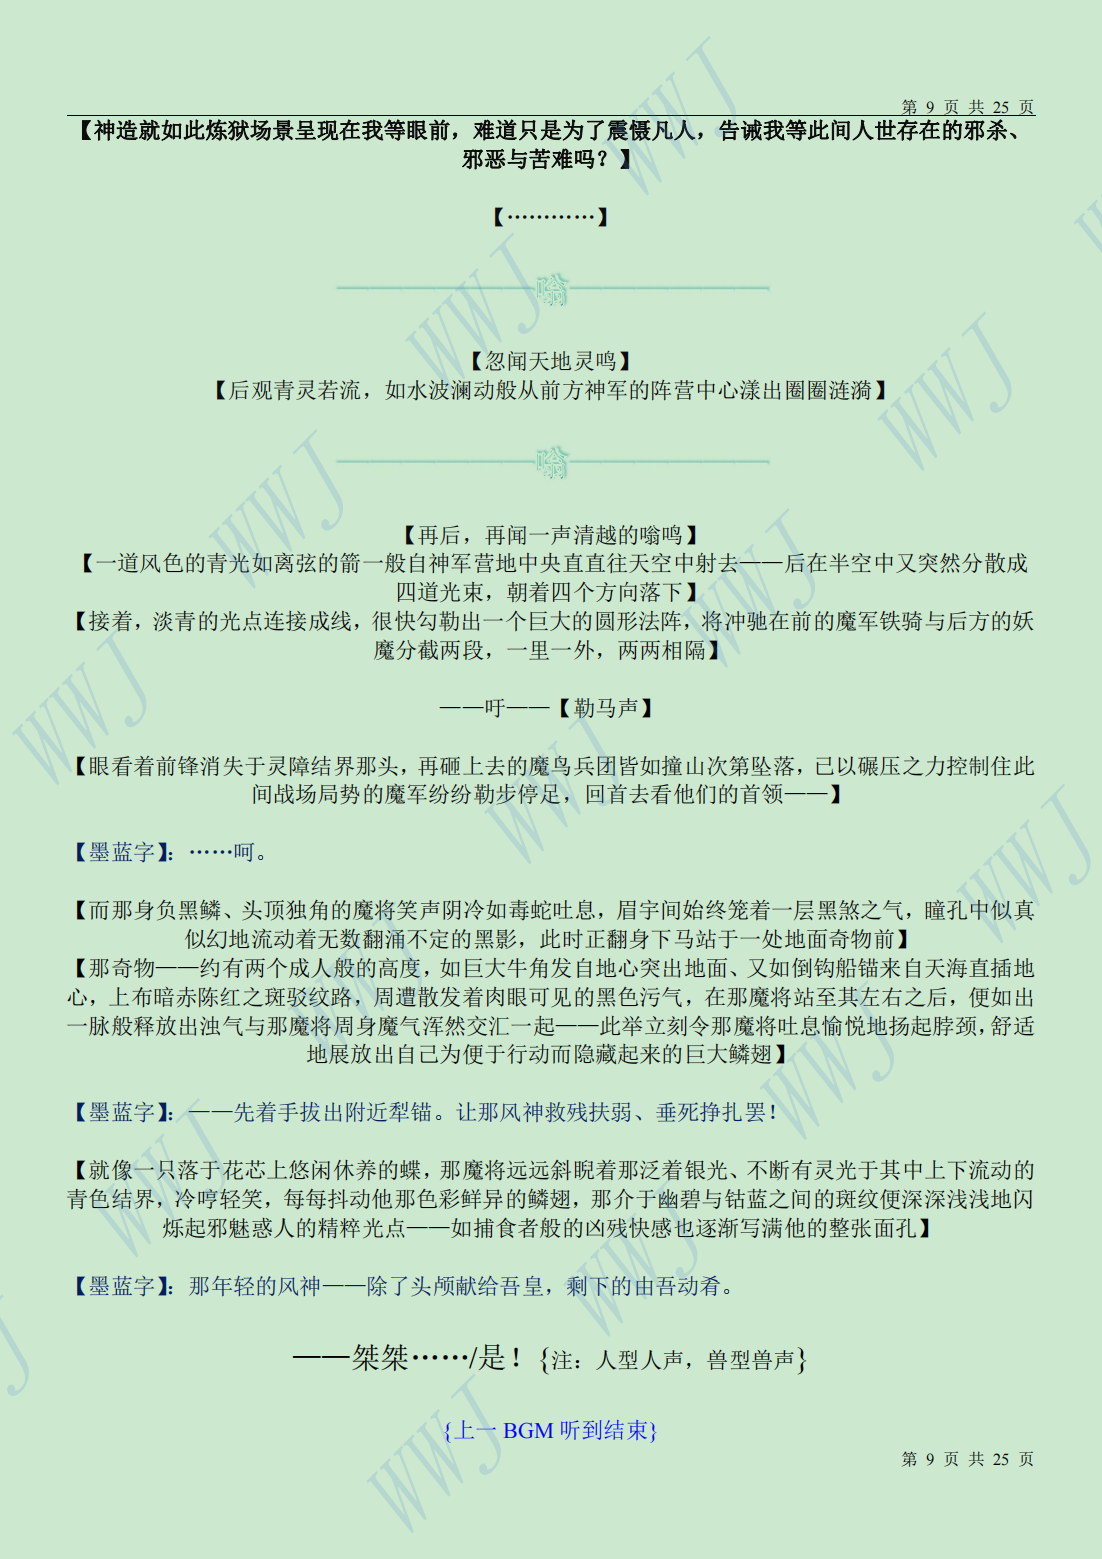 第 9 页 共 25 页
【神造就如此炼狱场景呈现在我等眼前，难道只是为了震慑凡人，告诫我等此间人世存在的邪杀、
邪恶与苦难吗？】
【…………】
——————————嗡——————————
【忽闻天地灵鸣】
【后观青灵若流，如水波澜动般从前方神军的阵营中心漾出圈圈涟漪】
——————————嗡——————————
【再后，再闻一声清越的嗡鸣】
【一道风色的青光如离弦的箭一般自神军营地中央直直往天空中射去——后在半空中又突然分散成
四道光束，朝着四个方向落下】
【接着，淡青的光点连接成线，很快勾勒出一个巨大的圆形法阵，将冲驰在前的魔军铁骑与后方的妖
魔分截两段，一里一外，两两相隔】
——吁——【勒马声】
【眼看着前锋消失于灵障结界那头，再砸上去的魔鸟兵团皆如撞山次第坠落，已以碾压之力控制住此
间战场局势的魔军纷纷勒步停足，回首去看他们的首领——】
【墨蓝字】：……呵。
【而那身负黑鳞、头顶独角的魔将笑声阴冷如毒蛇吐息，眉宇间始终笼着一层黑煞之气，瞳孔中似真
似幻地流动着无数翻涌不定的黑影，此时正翻身下马站于一处地面奇物前】
【那奇物——约有两个成人般的高度，如巨大牛角发自地心突出地面、又如倒钩船锚来自天海直插地
心，上布暗赤陈红之斑驳纹路，周遭散发着肉眼可见的黑色污气，在那魔将站至其左右之后，便如出
一脉般释放出浊气与那魔将周身魔气浑然交汇一起——此举立刻令那魔将吐息愉悦地扬起脖颈，舒适
地展放出自己为便于行动而隐藏起来的巨大鳞翅】
【墨蓝字】：——先着手拔出附近犁锚。让那风神救残扶弱、垂死挣扎罢！
【就像一只落于花芯上悠闲休养的蝶，那魔将远远斜睨着那泛着银光、不断有灵光于其中上下流动的
青色结界，冷哼轻笑，每每抖动他那色彩鲜异的鳞翅，那介于幽碧与钴蓝之间的斑纹便深深浅浅地闪
烁起邪魅惑人的精粹光点——如捕食者般的凶残快感也逐渐写满他的整张面孔】
【墨蓝字】：那年轻的风神——除了头颅献给吾皇，剩下的由吾动肴。
——桀桀……/是！{注：人型人声，兽型兽声}
{上一 BGM 听到结束}
第 9 页 共 25 页
WWJ
WWJ
WWJ
WWJ
WWJ
WWJ
WWJ
WWJ
WWJ
WWJ
WWJ
WWJ
WWJ